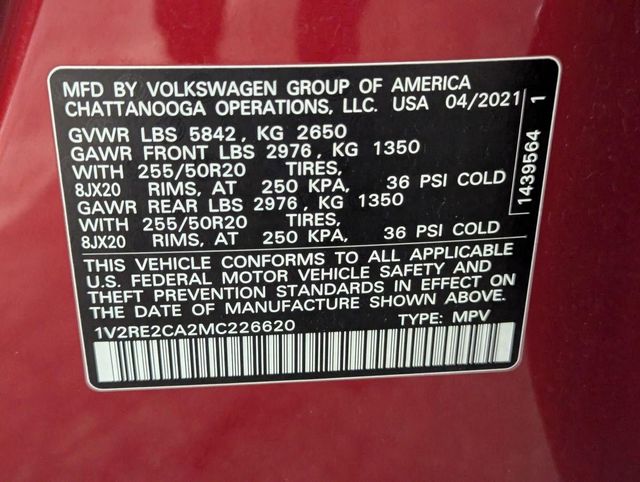 MFD BY VOLKSWAGEN GROUP OF AMERICA
CHATTANOOGA OPERATIONS, LLC. USA 04/2021
GVWR LBS 5842, KG 2650
GAWR FRONT LBS 2976, KG 1350
WITH 255/50R20 TIRES,
8JX20 RIMS, AT 250 KPA, 36 PSI COLD
GAWR REAR LBS 2976, KG 1350
WITH 255/50R20 TIRES,
8JX20 RIMS, AT 250 KPA, 36 PSI COLD
THIS VEHICLE CONFORMS TO ALL APPLICABLE
U.S. FEDERAL MOTOR VEHICLE SAFETY AND
THEFT PREVENTION STANDARDS IN EFFECT ON
THE DATE OF MANUFACTURE SHOWN ABOVE.
1V2RE2CA2MC226620 TYPE: MPV
1439564 1